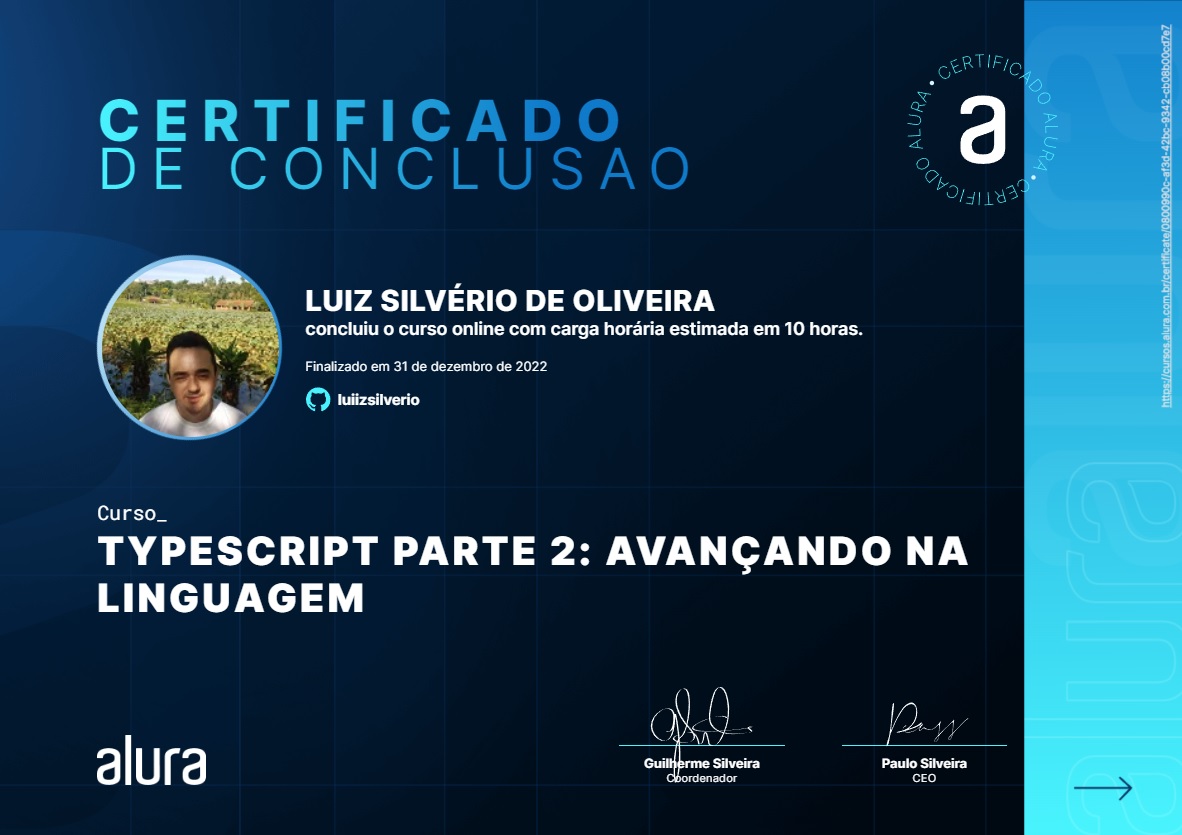 CERTIFICADO
DE CONCLUSAO
CERTIFICADO ALURA • CERTIFICADO ALURA •
a
https://cursos.alura.com.br/certificate/0800990c-af3d-42bc-9342-cb08b00cd7e7
LUIZ SILVÉRIO DE OLIVEIRA
concluiu o curso online com carga horária estimada em 10 horas.
Finalizado em 31 de dezembro de 2022
luiizsilverio
Curso_
TYPESCRIPT PARTE 2: AVANÇANDO NA
LINGUAGEM
alura
Guilherme Silveira
Coordenador
Paulo Silveira
CEO
alura